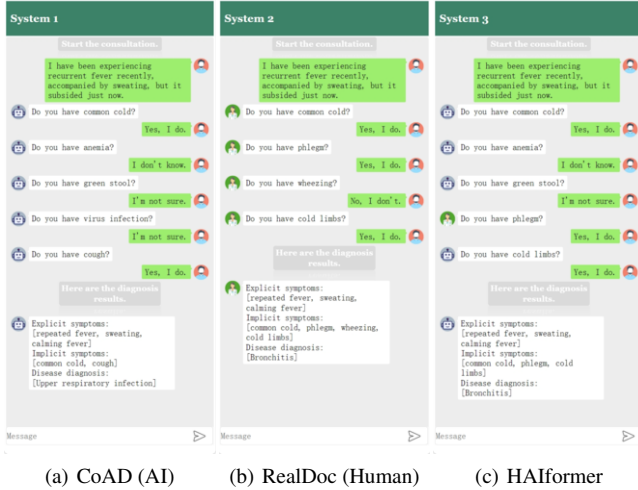 System 1
Start the consultation.
I have been experiencing
recurrent fever recently,
accompanied by sweating, but it
subsided just now.
Do you have common cold?
Yes, I do.
Do you have anemia?
I don't know.
Do you have green stool?
I'm not sure.
Do you have virus infection?
I'm not sure.
Do you have cough?
Yes, I do.
Here are the diagnosis
results.
Explicit symptoms:
[repeated fever, sweating,
calming fever]
Implicit symptoms:
[common cold, cough]
Disease diagnosis:
[Upper respiratory infection]
Message
(a) CoAD (AI)
System 2
Start the consultation.
I have been experiencing
recurrent fever recently,
accompanied by sweating, but it
subsided just now.
Do you have common cold?
Yes, I do.
Do you have phlegm?
Yes, I do.
Do you have wheezing?
No, I don't.
Do you have cold limbs?
Yes, I do.
Here are the diagnosis
results.
Explicit symptoms:
[repeated fever, sweating,
calming fever]
Implicit symptoms:
[common cold, phlegm, wheezing,
cold limbs]
Disease diagnosis:
[Bronchitis]
Message
(b) RealDoc (Human)
System 3
Start the consultation.
I have been experiencing
recurrent fever recently,
accompanied by sweating, but it
subsided just now.
Do you have common cold?
Yes, I do.
Do you have anemia?
I don't know.
Do you have green stool?
I'm not sure.
Do you have phlegm?
Yes, I do.
Do you have cold limbs?
Yes, I do.
Here are the diagnosis
results.
Explicit symptoms:
[repeated fever, sweating,
calming fever]
Implicit symptoms:
[common cold, phlegm, cold
limbs]
Disease diagnosis:
[Bronchitis]
Message
(c) HAIformer